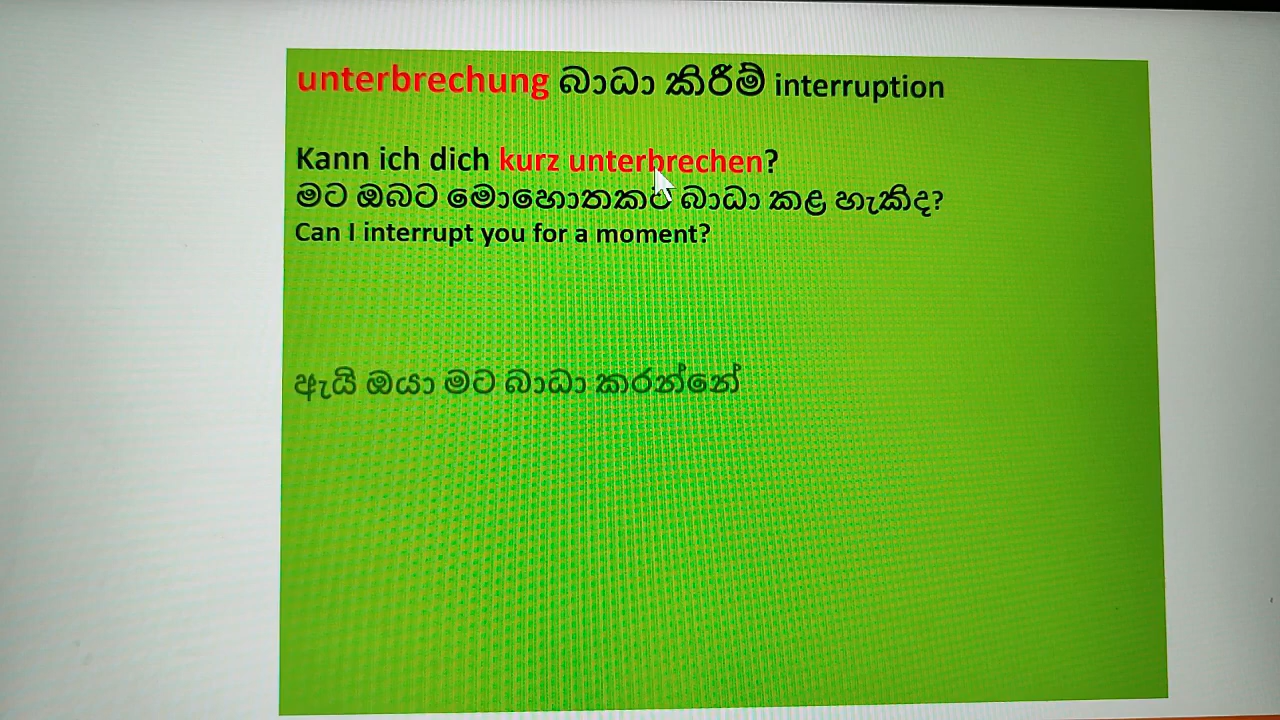 unterbrechung බාධා කිරීම් interruption
Kann ich dich kurz unterbrechen?
මට ඔබට මොහොතකට බාධා කළ හැකිද?
Can I interrupt you for a moment?
ඇයි ඔයා මට බාධා කරන්නේ